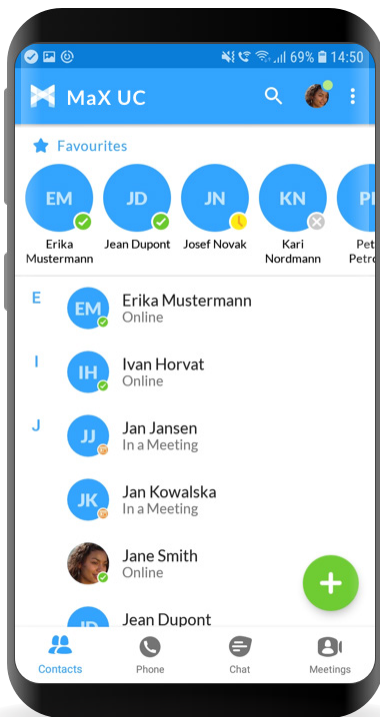 69% 14:50
MaX UC
Favourites
EM JD JN KN
Erika Mustermann
Jean Dupont
Josef Novak
Kari Nordmann
E
EM
Erika Mustermann
Online
I
IH
Ivan Horvat
Online
J
JJ
Jan Jansen
In a Meeting
JK
Jan Kowalska
In a Meeting
Jane Smith
Online
JD
Jean Dupont
Contacts Phone Chat Meetings